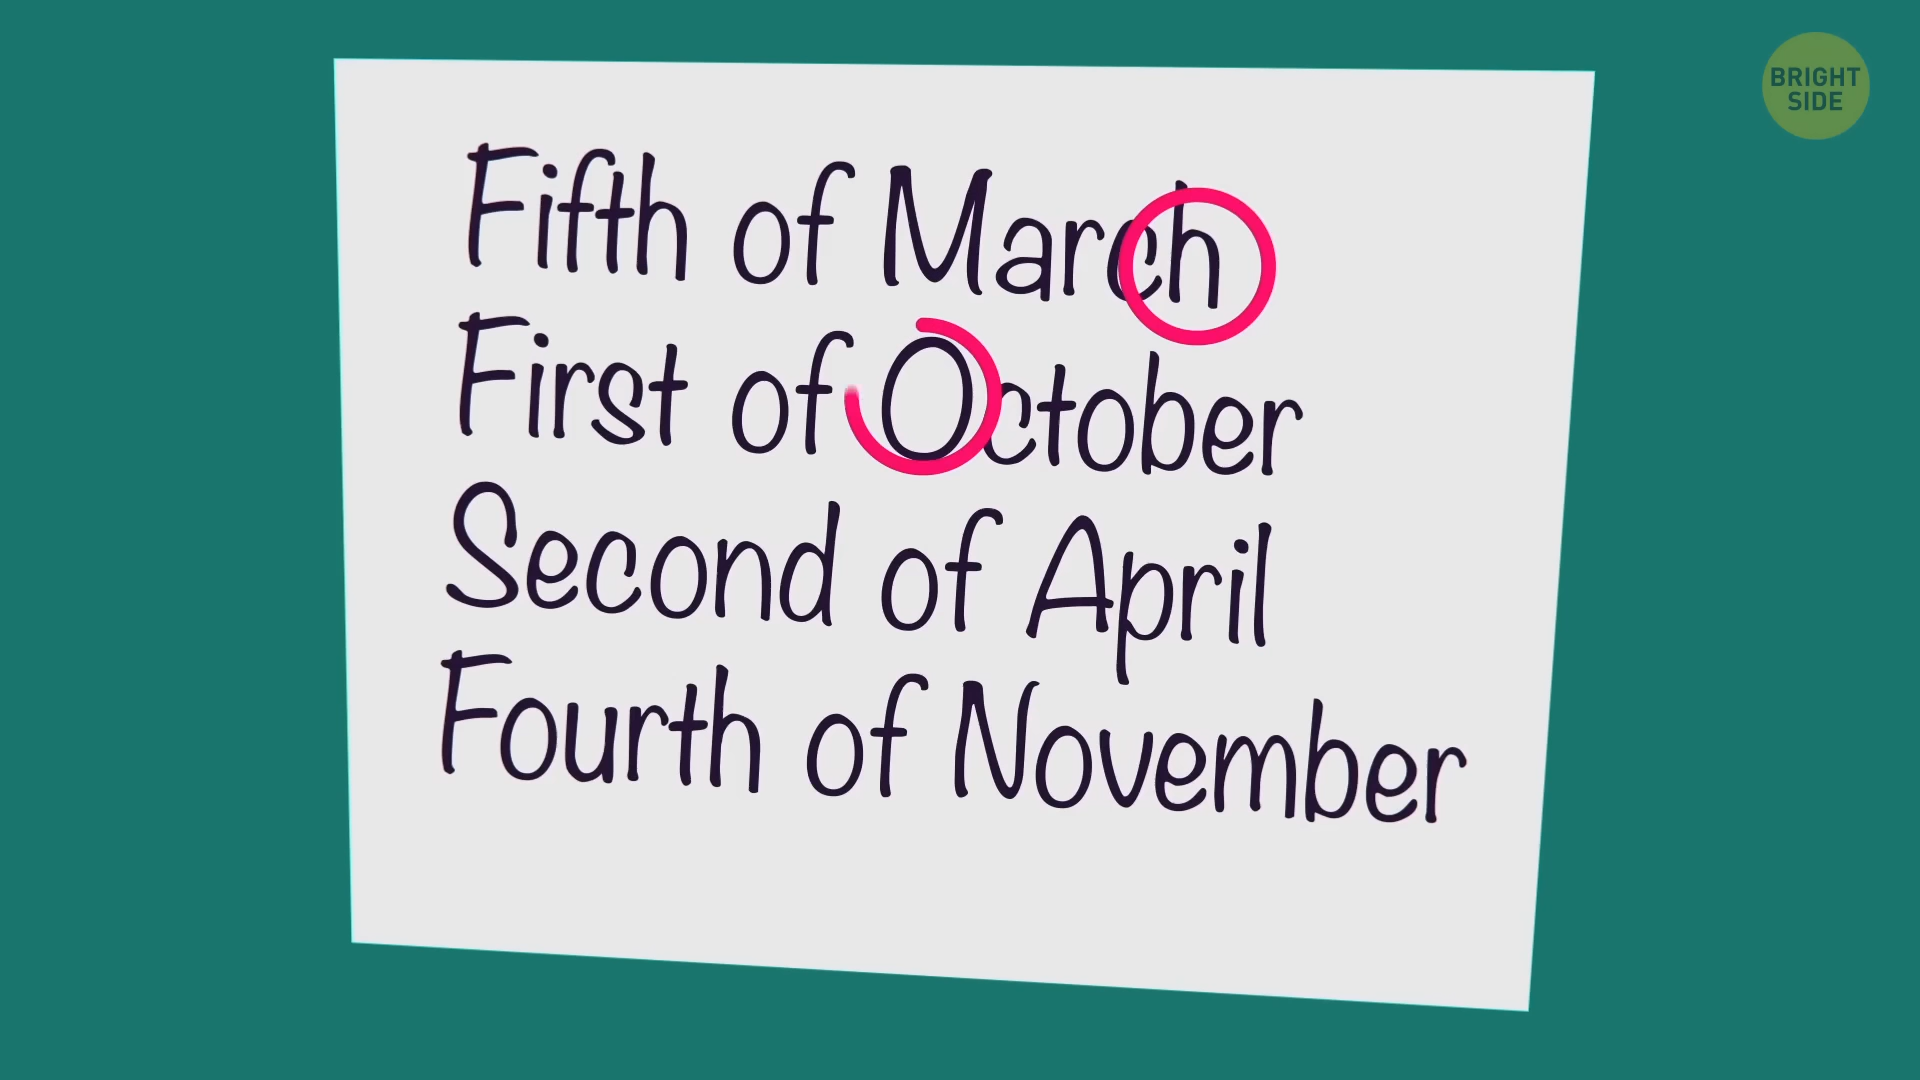 BRIGHT
SIDE
Fifth of March
First of October
Second of April
Fourth of November